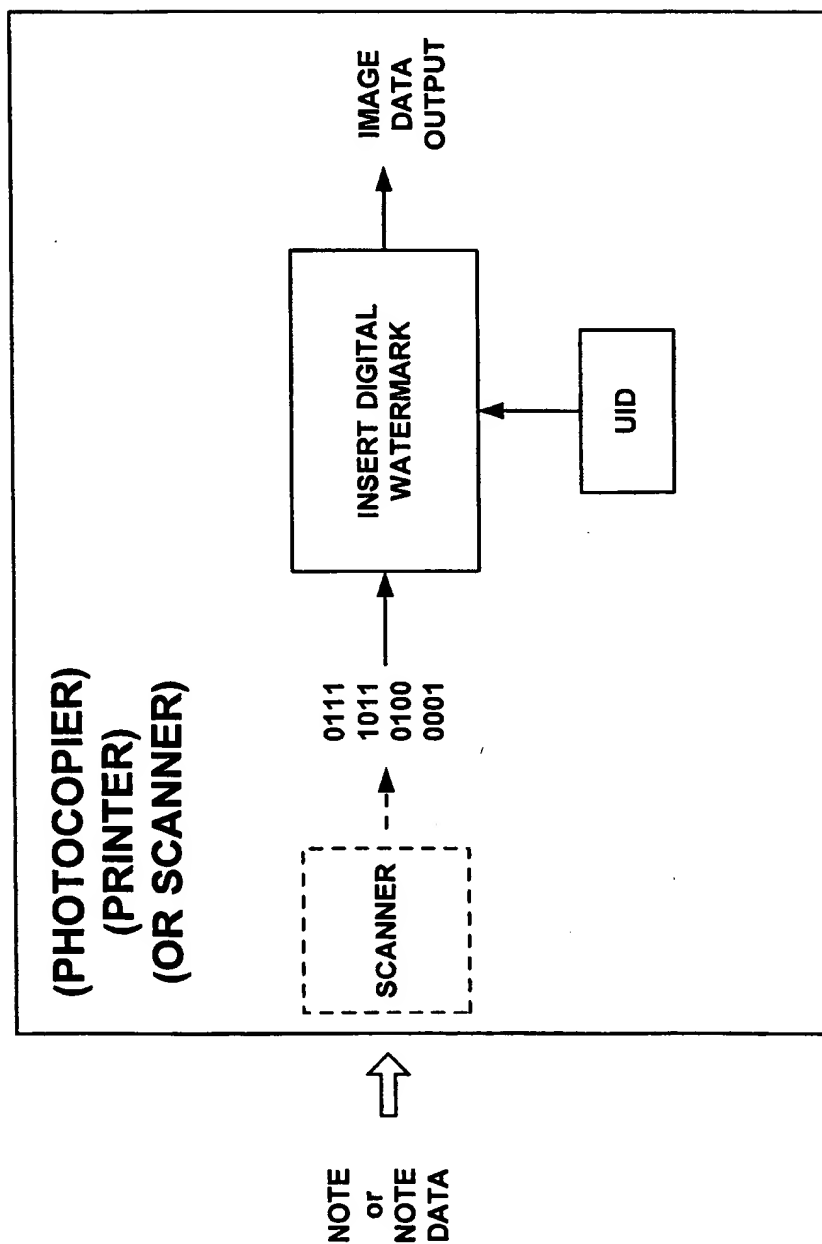 (PHOTOCOPIER)
(PRINTER)
(OR SCANNER)
NOTE
or
NOTE
DATA
SCANNER
0111
1011
0100
0001
INSERT DIGITAL
WATERMARK
UID
IMAGE
DATA
OUTPUT